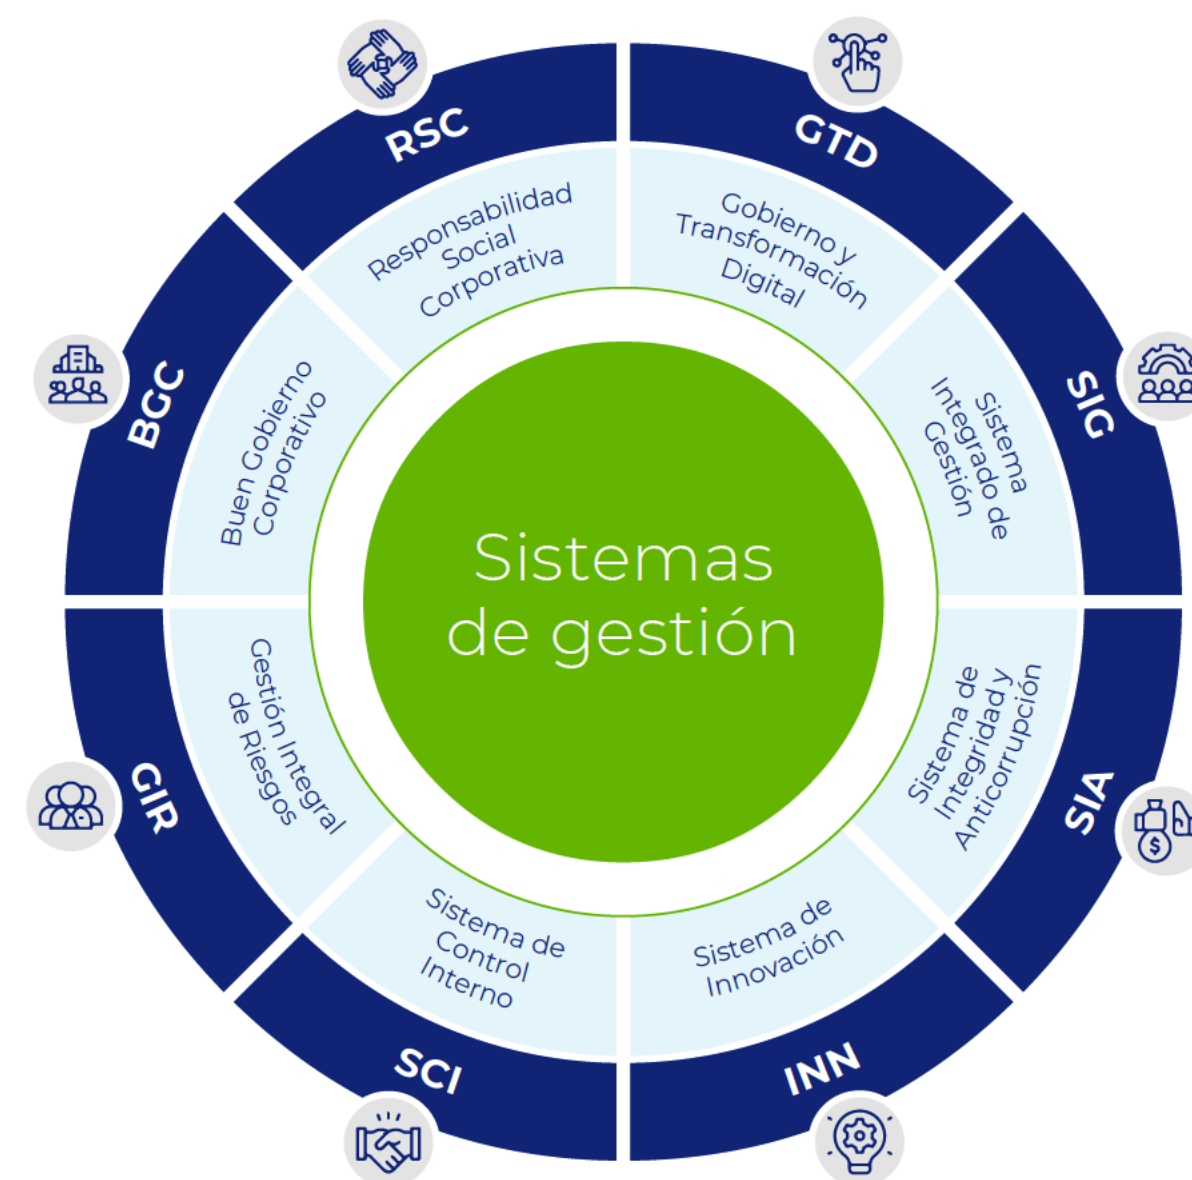 Sistemas
de gestión
GTD
Gobierno y
Transformación
Digital
SIG
Sistema
Integrado de
Gestión
SIA
Sistema de
Integridad y
Anticorrupción
INN
Sistema de
Innovación
SCI
Sistema de
Control
Interno
GIR
Gestión Integral
de Riesgos
BGC
Buen Gobierno
Corporativo
RSC
Responsabilidad
Social
Corporativa
$